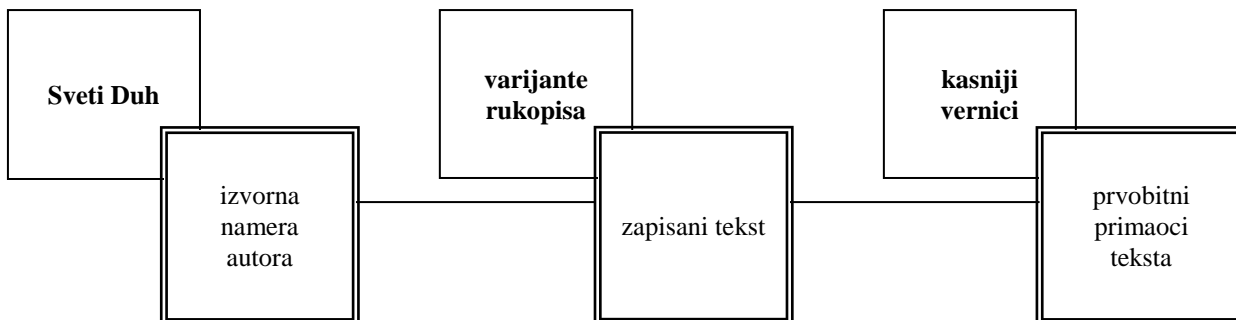 Sveti Duh
izvorna
namera
autora
varijante
rukopisa
zapisani tekst
kasniji
vernici
prvobitni
primaoci
teksta